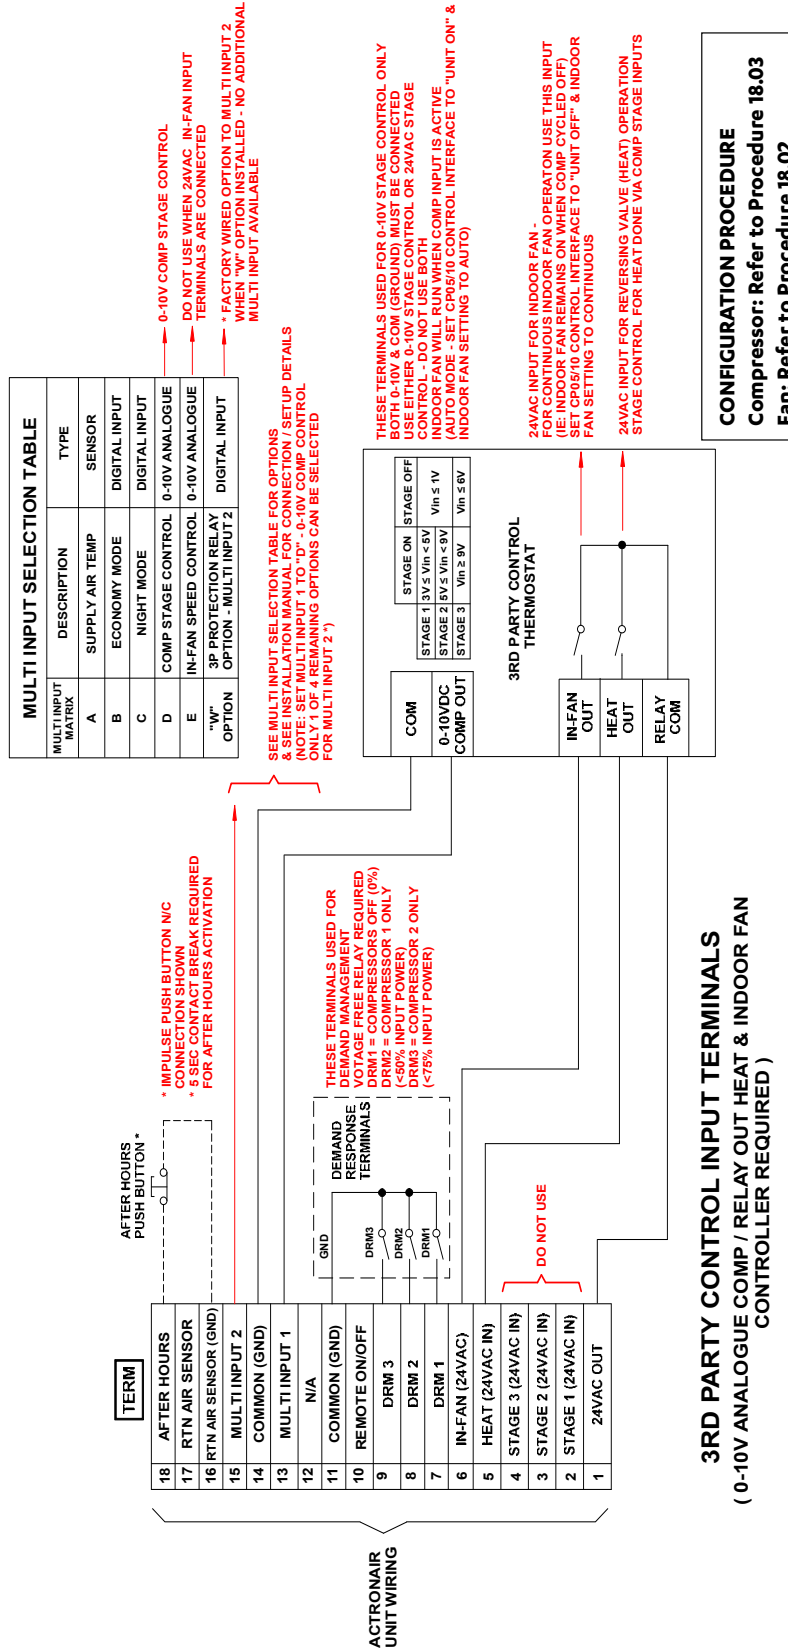 MULTI INPUT SELECTION TABLE
MULTI INPUT MATRIX
DESCRIPTION
TYPE
A
SUPPLY AIR TEMP
SENSOR
B
ECONOMY MODE
DIGITAL INPUT
C
NIGHT MODE
DIGITAL INPUT
D
COMP STAGE CONTROL
0-10V ANALOGUE
E
IN-FAN SPEED CONTROL
0-10V ANALOGUE
"W" OPTION
3P PROTECTION RELAY
OPTION - MULTI INPUT 2
DIGITAL INPUT
0-10V COMP STAGE CONTROL
DO NOT USE WHEN 24VAC IN-FAN INPUT
TERMINALS ARE CONNECTED
* FACTORY WIRED OPTION TO MULTI INPUT 2
WHEN "W" OPTION INSTALLED - NO ADDITIONAL
MULTI INPUT AVAILABLE
SEE MULTI INPUT SELECTION TABLE FOR OPTIONS
& SEE INSTALLATION MANUAL FOR CONNECTION / SETUP DETAILS
(NOTE: SET MULTI INPUT 1 TO "D" - 0-10V COMP CONTROL
ONLY 1 OF 4 REMAINING OPTIONS CAN BE SELECTED
FOR MULTI INPUT 2 *)
AFTER HOURS
PUSH BUTTON *
* IMPULSE PUSH BUTTON N/C
CONNECTION SHOWN
* 5 SEC CONTACT BREAK REQUIRED
FOR AFTER HOURS ACTIVATION
TERM
18 AFTER HOURS
17 RTN AIR SENSOR
16 RTN AIR SENSOR (GND)
15 MULTI INPUT 2
14 COMMON (GND)
13 MULTI INPUT 1
12 N/A
11 COMMON (GND)
10 REMOTE ON/OFF
9 DRM 3
8 DRM 2
7 DRM 1
6 IN-FAN (24VAC)
5 HEAT (24VAC IN)
4 STAGE 3 (24VAC IN)
3 STAGE 2 (24VAC IN)
2 STAGE 1 (24VAC IN)
1 24VAC OUT
ACTRONAIR
UNIT WIRING
DO NOT USE
GND
DRM3
DRM2
DRM1
DEMAND
RESPONSE
TERMINALS
THESE TERMINALS USED FOR
DEMAND MANAGEMENT
VOTAGE FREE RELAY REQUIRED
DRM1 = COMPRESSORS OFF (0%)
DRM2 = COMPRESSOR 1 ONLY
(<50% INPUT POWER)
DRM3 = COMPRESSOR 2 ONLY
(<75% INPUT POWER)
COM
0-10VDC
COMP OUT
STAGE ON
STAGE OFF
STAGE 1
3V ≤ Vin < 5V
Vin ≤ 1V
STAGE 2
5V ≤ Vin < 9V
STAGE 3
Vin ≥ 9V
Vin ≤ 6V
3RD PARTY CONTROL
THERMOSTAT
IN-FAN
OUT
HEAT
OUT
RELAY
COM
THESE TERMINALS USED FOR 0-10V STAGE CONTROL ONLY
BOTH 0-10V & COM (GROUND) MUST BE CONNECTED
USE EITHER 0-10V STAGE CONTROL OR 24VAC STAGE
CONTROL - DO NOT USE BOTH
INDOOR FAN WILL RUN WHEN COMP INPUT IS ACTIVE
(AUTO MODE - SET CP05/10 CONTROL INTERFACE TO "UNIT ON" &
INDOOR FAN SETTING TO AUTO)
24VAC INPUT FOR INDOOR FAN -
FOR CONTINUOUS INDOOR FAN OPERATON USE THIS INPUT
(IE: INDOOR FAN REMAINS ON WHEN COMP CYCLED OFF)
SET CP05/10 CONTROL INTERFACE TO "UNIT OFF" & INDOOR
FAN SETTING TO CONTINUOUS
24VAC INPUT FOR REVERSING VALVE (HEAT) OPERATION
STAGE CONTROL FOR HEAT DONE VIA COMP STAGE INPUTS
3RD PARTY CONTROL INPUT TERMINALS
( 0-10V ANALOGUE COMP / RELAY OUT HEAT & INDOOR FAN
CONTROLLER REQUIRED )
CONFIGURATION PROCEDURE
Compressor: Refer to Procedure 18.03
Fan: Refer to Procedure 18.02